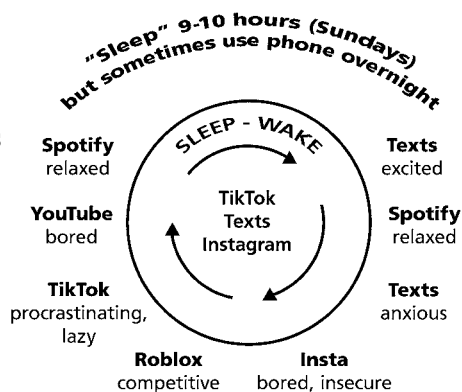 ”Sleep” 9-10 hours (Sundays)
but sometimes use phone overnight
SLEEP - WAKE
TikTok
Texts
Instagram
Texts
excited
Spotify
relaxed
Texts
anxious
Insta
bored, insecure
Roblox
competitive
TikTok
procrastinating,
lazy
YouTube
bored
Spotify
relaxed